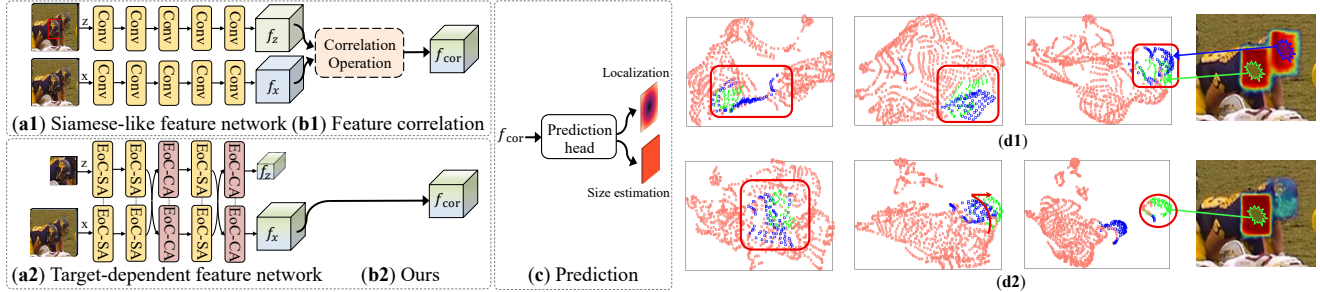 z
Conv
Conv
Conv
Conv
Conv
f_z
x
Conv
Conv
Conv
Conv
Conv
f_x
Correlation
Operation
f_cor
(a1) Siamese-like feature network (b1) Feature correlation
z
EoC-SA
EoC-SA
EoC-CA
EoC-SA
EoC-CA
f_z
x
EoC-SA
EoC-SA
EoC-CA
EoC-SA
EoC-CA
f_x
f_cor
(a2) Target-dependent feature network (b2) Ours
Localization
f_cor
Prediction
head
Size estimation
(c) Prediction
(d1)
(d2)